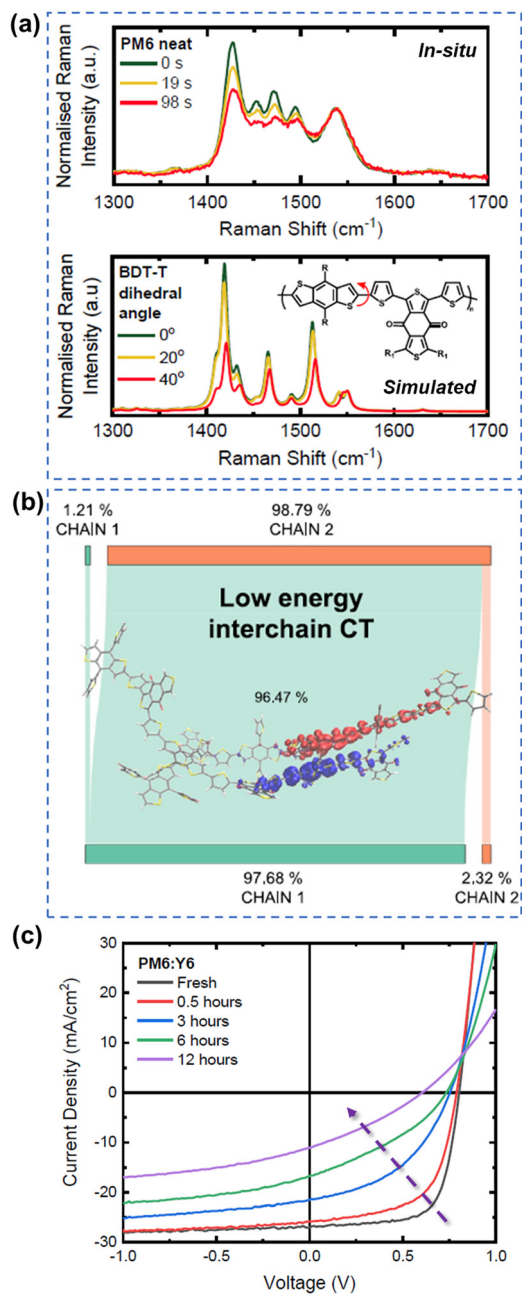 (a)
PM6 neat
0 s
19 s
98 s
In-situ
Normalised Raman
Intensity (a.u.)
1300 1400 1500 1600 1700
Raman Shift (cm-1)
BDT-T
dihedral
angle
0º
20º
40º
R
R
S
S
S
S
S
O
O
S
R1
R1
n
Simulated
Normalised Raman
Intensity (a.u)
1300 1400 1500 1600 1700
Raman Shift (cm-1)
(b)
1.21 %
CHAIN 1
98.79 %
CHAIN 2
Low energy
interchain CT
96.47 %
97.68 %
CHAIN 1
2.32 %
CHAIN 2
(c)
PM6:Y6
Fresh
0.5 hours
3 hours
6 hours
12 hours
Current Density (mA/cm2)
30
20
10
0
-10
-20
-30
-1.0 -0.5 0.0 0.5 1.0
Voltage (V)